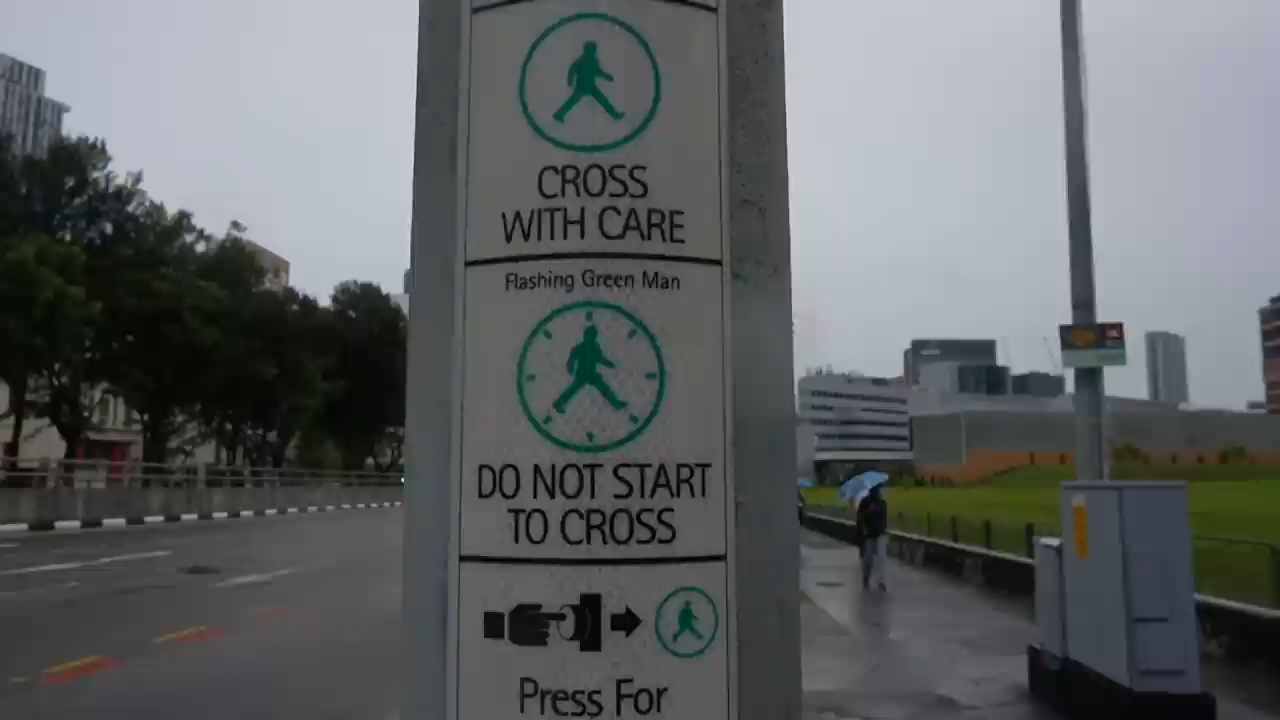 CROSS
WITH CARE
Flashing Green Man
DO NOT START
TO CROSS
Press For